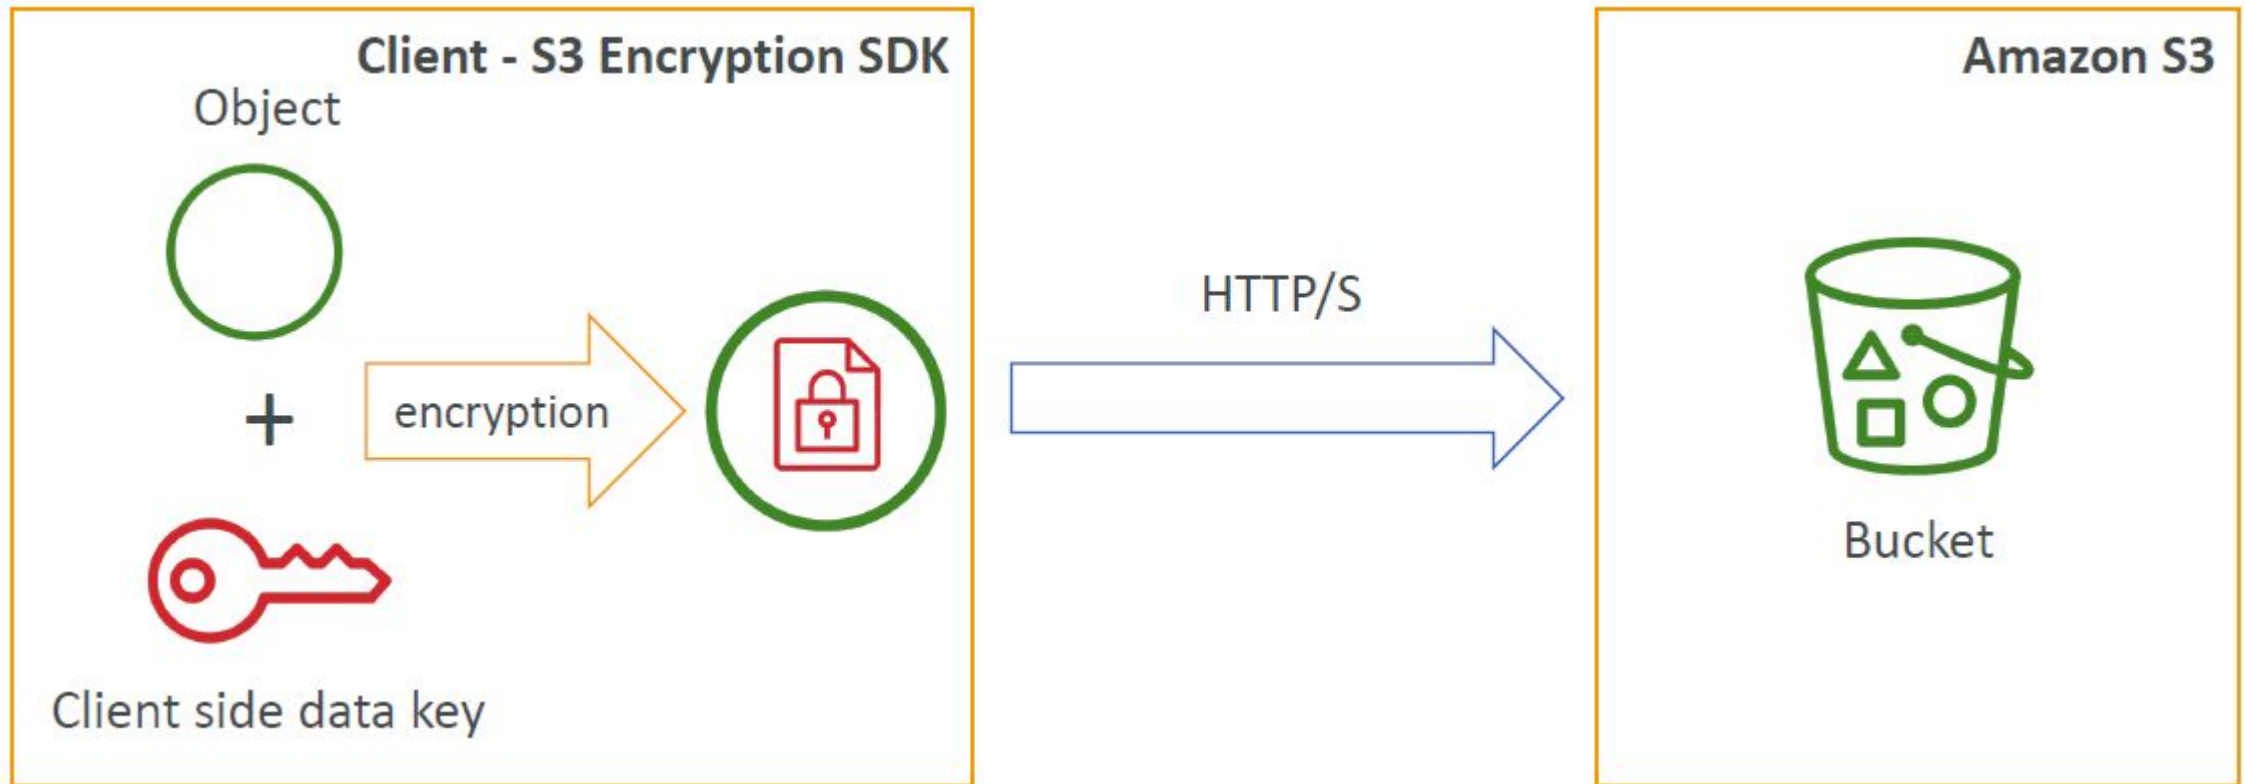 Client - S3 Encryption SDK
Object
+
encryption
Client side data key
HTTP/S
Amazon S3
Bucket